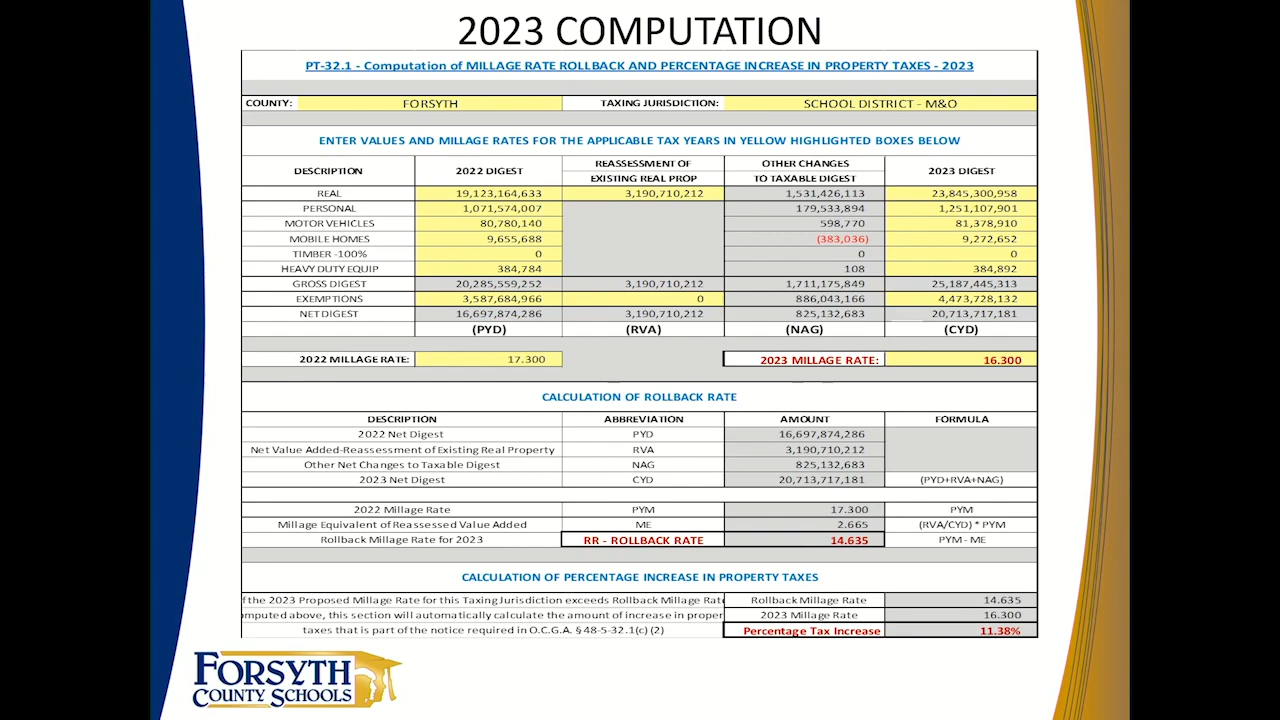 2023 COMPUTATION
PT-32.1 - Computation of MILLAGE RATE ROLLBACK AND PERCENTAGE INCREASE IN PROPERTY TAXES - 2023
COUNTY: FORSYTH TAXING JURISDICTION: SCHOOL DISTRICT - M&O
ENTER VALUES AND MILLAGE RATES FOR THE APPLICABLE TAX YEARS IN YELLOW HIGHLIGHTED BOXES BELOW
DESCRIPTION 2022 DIGEST REASSESSMENT OF EXISTING REAL PROP OTHER CHANGES TO TAXABLE DIGEST 2023 DIGEST
REAL 19,123,164,633 3,190,710,212 1,531,426,113 23,845,300,958
PERSONAL 1,071,574,007 179,533,894 1,251,107,901
MOTOR VEHICLES 80,780,140 598,770 81,378,910
MOBILE HOMES 9,655,688 (383,036) 9,272,652
TIMBER -100% 0 0 0
HEAVY DUTY EQUIP 384,784 108 384,892
GROSS DIGEST 20,285,559,252 3,190,710,212 1,711,175,849 25,187,445,313
EXEMPTIONS 3,587,684,966 0 886,043,166 4,473,728,132
NET DIGEST 16,697,874,286 3,190,710,212 825,132,683 20,713,717,181
(PYD) (RVA) (NAG) (CYD)
2022 MILLAGE RATE: 17.300 2023 MILLAGE RATE: 16.300
CALCULATION OF ROLLBACK RATE
DESCRIPTION ABBREVIATION AMOUNT FORMULA
2022 Net Digest PYD 16,697,874,286
Net Value Added-Reassessment of Existing Real Property RVA 3,190,710,212
Other Net Changes to Taxable Digest NAG 825,132,683
2023 Net Digest CYD 20,713,717,181 (PYD+RVA+NAG)
2022 Millage Rate PYM 17.300 PYM
Millage Equivalent of Reassessed Value Added ME 2.665 (RVA/CYD) * PYM
Rollback Millage Rate for 2023 RR - ROLLBACK RATE 14.635 PYM - ME
CALCULATION OF PERCENTAGE INCREASE IN PROPERTY TAXES
f the 2023 Proposed Millage Rate for this Taxing Jurisdiction exceeds Rollback Millage Rate Rollback Millage Rate 14.635
mputed above, this section will automatically calculate the amount of increase in proper 2023 Millage Rate 16.300
taxes that is part of the notice required in O.C.G.A. § 48-5-32.1(c) (2) Percentage Tax Increase 11.38%
FORSYTH
COUNTY SCHOOLS